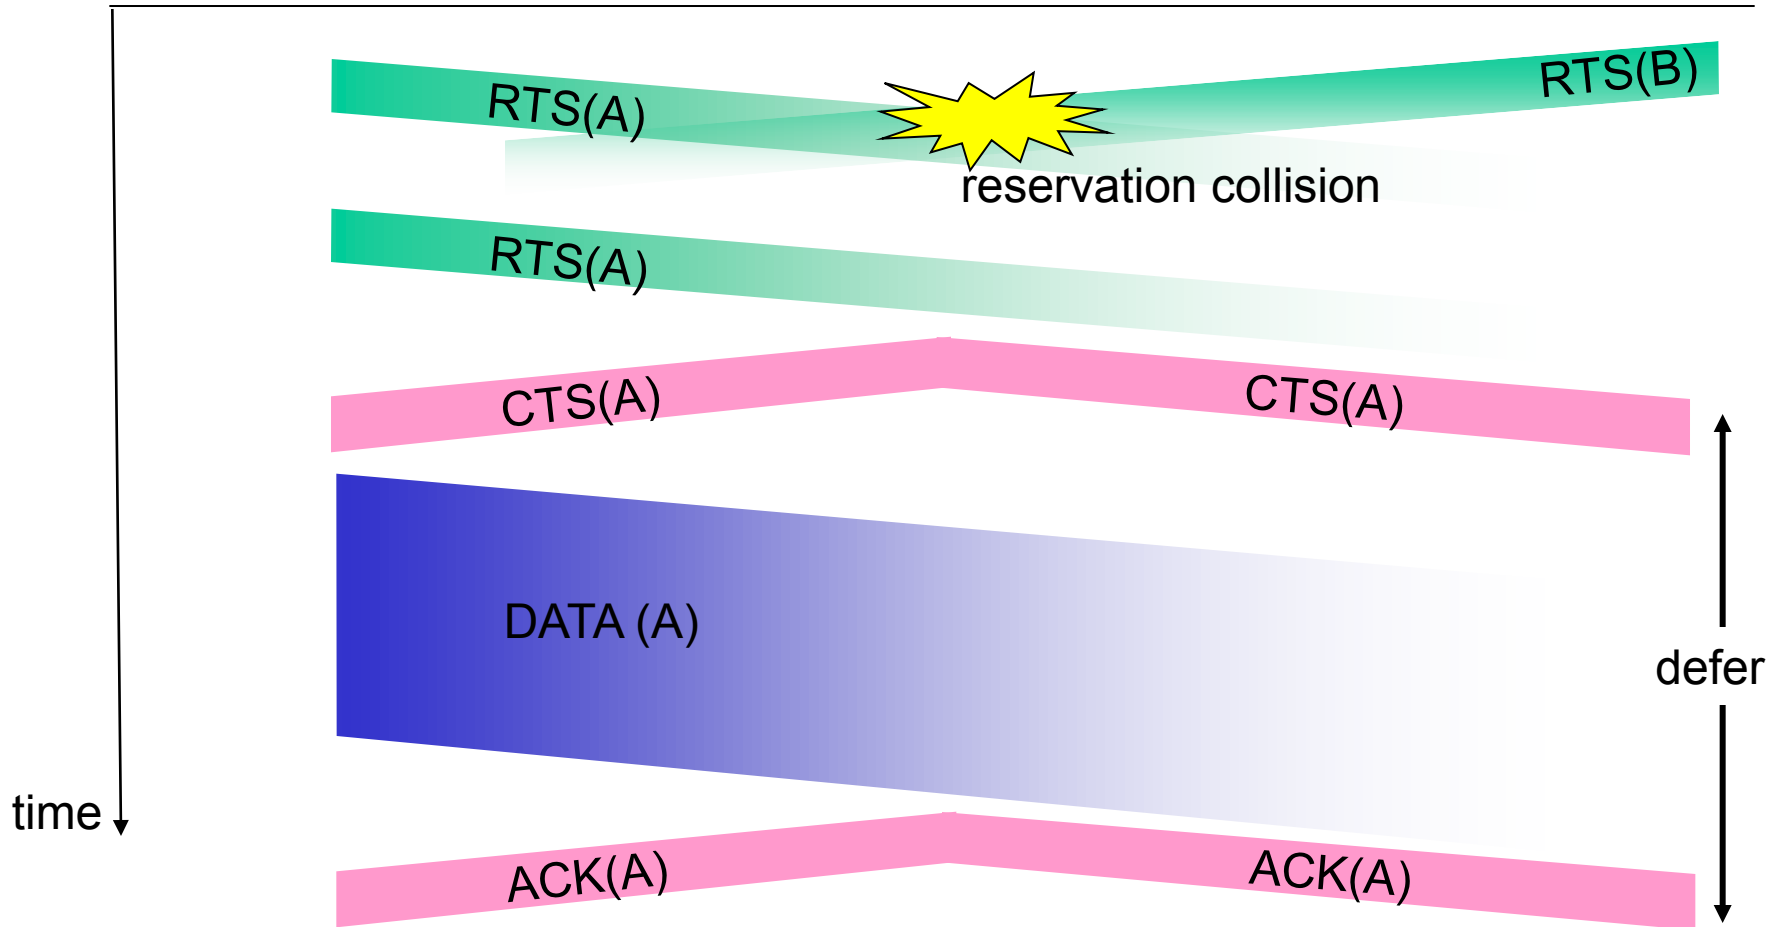 RTS(A)
RTS(B)
reservation collision
RTS(A)
CTS(A)
CTS(A)
DATA (A)
defer
time
ACK(A)
ACK(A)